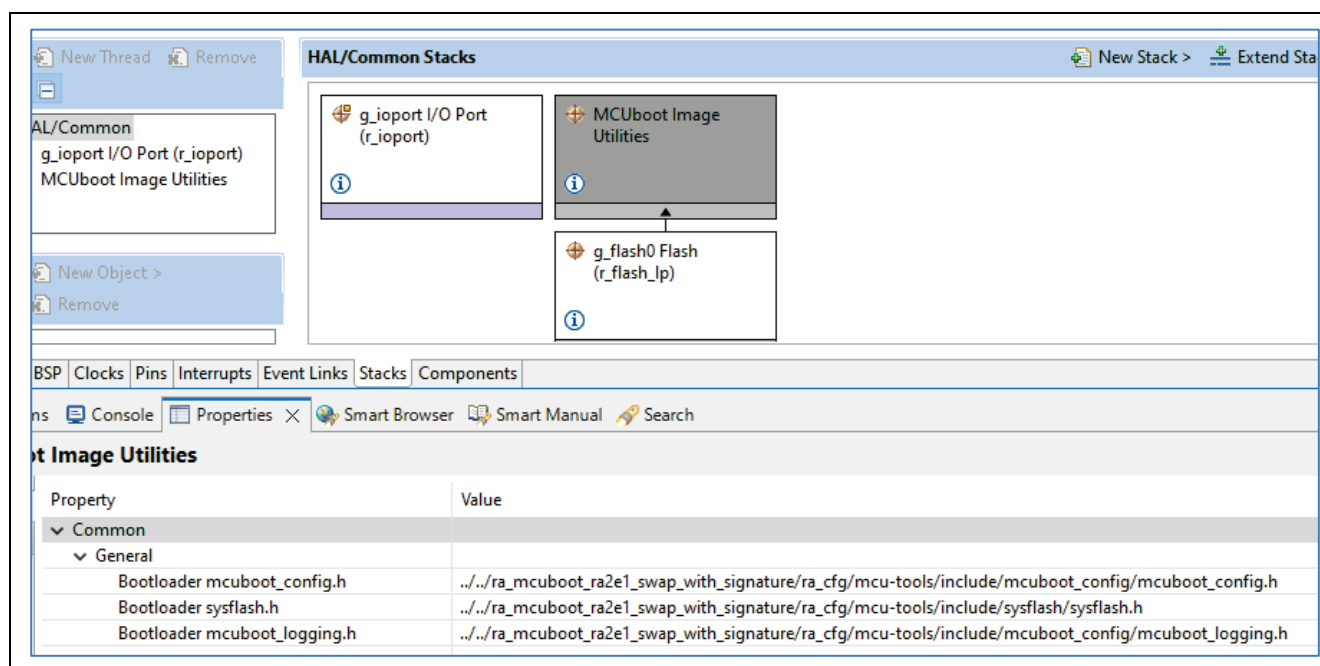 New Thread Remove
HAL/Common Stacks
New Stack > Extend Sta
AL/Common
g_ioport I/O Port (r_ioport)
MCUboot Image Utilities
g_ioport I/O Port
(r_ioport)
MCUboot Image
Utilities
g_flash0 Flash
(r_flash_lp)
New Object >
Remove
BSP Clocks Pins Interrupts Event Links Stacks Components
ns Console Properties Smart Browser Smart Manual Search
ot Image Utilities
Property Value
Common
General
Bootloader mcuboot_config.h ../../ra_mcuboot_ra2e1_swap_with_signature/ra_cfg/mcu-tools/include/mcuboot_config/mcuboot_config.h
Bootloader sysflash.h ../../ra_mcuboot_ra2e1_swap_with_signature/ra_cfg/mcu-tools/include/sysflash/sysflash.h
Bootloader mcuboot_logging.h ../../ra_mcuboot_ra2e1_swap_with_signature/ra_cfg/mcu-tools/include/mcuboot_config/mcuboot_logging.h